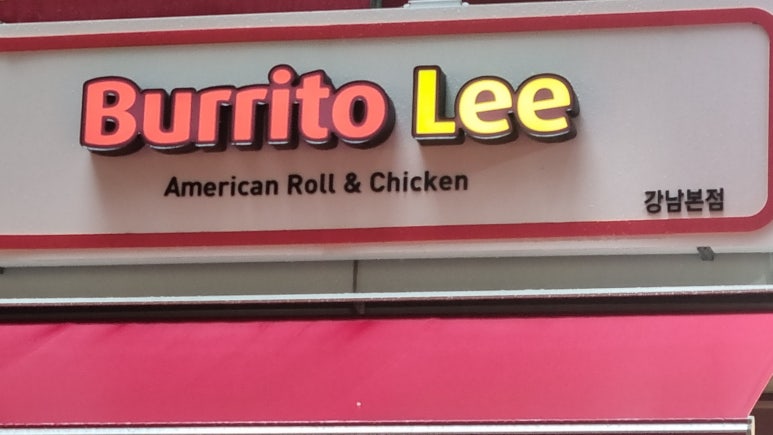 Burrito Lee
American Roll & Chicken
강남본점